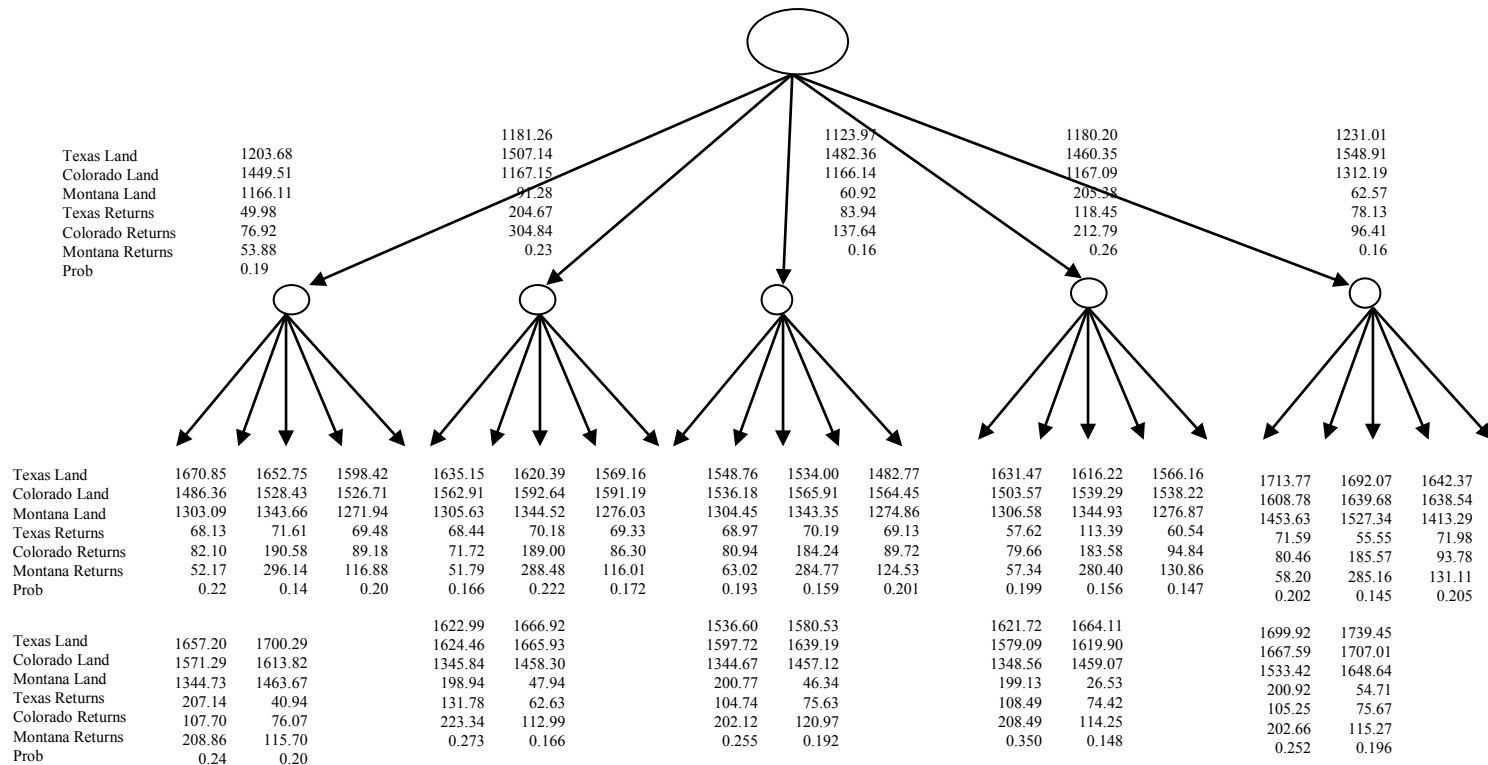 1181.26 1123.97 1180.20 1231.01
Texas Land 1203.68 1507.14 1482.36 1460.35 1548.91
Colorado Land 1449.51 1167.15 1166.14 1167.09 1312.19
Montana Land 1166.11 91.28 60.92 205.38 62.57
Texas Returns 49.98 204.67 83.94 118.45 78.13
Colorado Returns 76.92 304.84 137.64 212.79 96.41
Montana Returns 53.88 0.23 0.16 0.26 0.16
Prob 0.19
Texas Land 1670.85 1652.75 1598.42 1635.15 1620.39 1569.16 1548.76 1534.00 1482.77 1631.47 1616.22 1566.16 1713.77 1692.07 1642.37
Colorado Land 1486.36 1528.43 1526.71 1562.91 1592.64 1591.19 1536.18 1565.91 1564.45 1503.57 1539.29 1538.22 1608.78 1639.68 1638.54
Montana Land 1303.09 1343.66 1271.94 1305.63 1344.52 1276.03 1304.45 1343.35 1274.86 1306.58 1344.93 1276.87 1453.63 1527.34 1413.29
Texas Returns 68.13 71.61 69.48 68.44 70.18 69.33 68.97 70.19 69.13 57.62 113.39 60.54 71.59 55.55 71.98
Colorado Returns 82.10 190.58 89.18 71.72 189.00 86.30 80.94 184.24 89.72 79.66 183.58 94.84 80.46 185.57 93.78
Montana Returns 52.17 296.14 116.88 51.79 288.48 116.01 63.02 284.77 124.53 57.34 280.40 130.86 58.20 285.16 131.11
Prob 0.22 0.14 0.20 0.166 0.222 0.172 0.193 0.159 0.201 0.199 0.156 0.147 0.202 0.145 0.205
1622.99 1666.92 1536.60 1580.53 1621.72 1664.11
Texas Land 1657.20 1700.29 1624.46 1665.93 1597.72 1639.19 1579.09 1619.90 1699.92 1739.45
Colorado Land 1571.29 1613.82 1345.84 1458.30 1344.67 1457.12 1348.56 1459.07 1667.59 1707.01
Montana Land 1344.73 1463.67 198.94 47.94 200.77 46.34 199.13 26.53 1533.42 1648.64
Texas Returns 207.14 40.94 131.78 62.63 104.74 75.63 108.49 74.42 200.92 54.71
Colorado Returns 107.70 76.07 223.34 112.99 202.12 120.97 208.49 114.25 105.25 75.67
Montana Returns 208.86 115.70 0.273 0.166 0.255 0.192 0.350 0.148 202.66 115.27
Prob 0.24 0.20 0.252 0.196